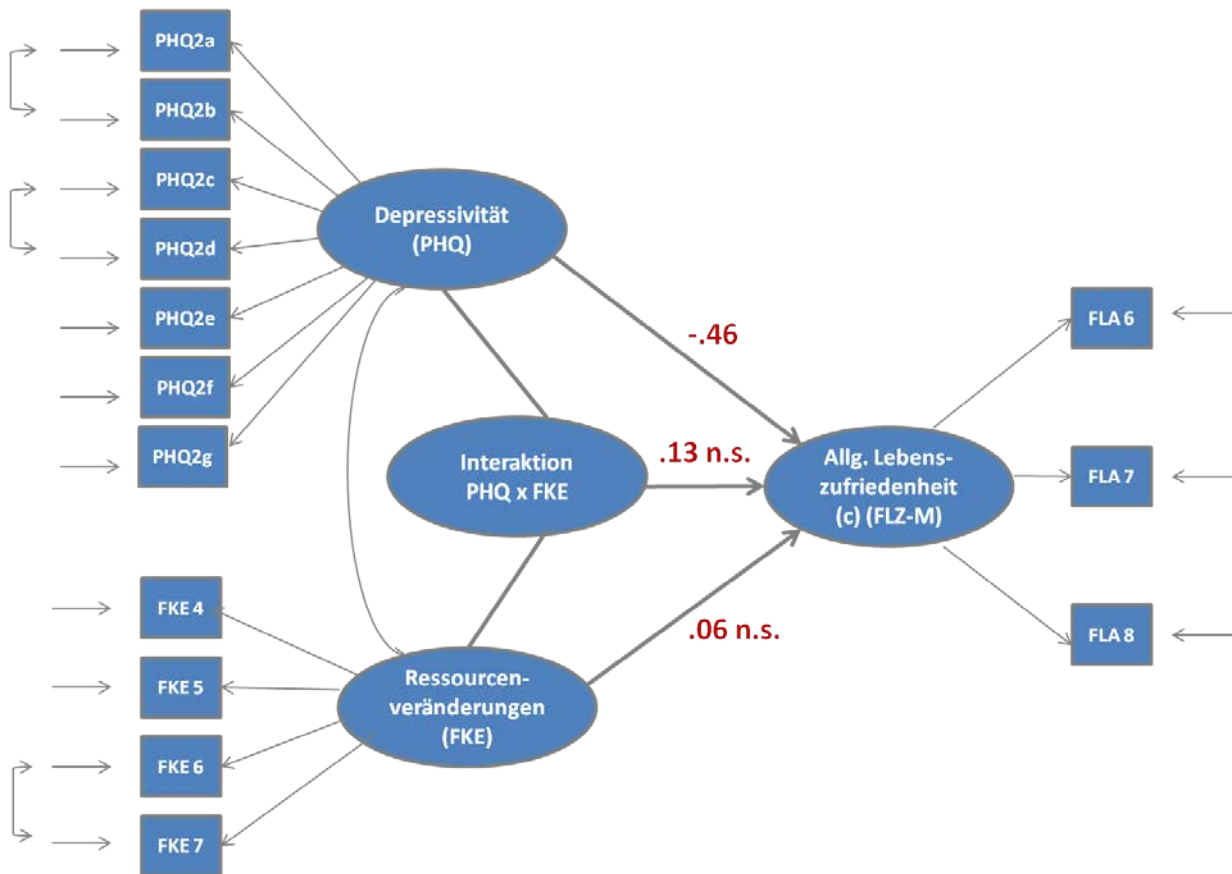 PHQ2a
PHQ2b
PHQ2c
PHQ2d
PHQ2e
PHQ2f
PHQ2g
Depressivität
(PHQ)
-.46
Interaktion
PHQ x FKE
.13 n.s.
Allg. Lebens-
zufriedenheit
(c) (FLZ-M)
FLA 6
FLA 7
FLA 8
.06 n.s.
FKE 4
FKE 5
FKE 6
FKE 7
Ressourcen-
veränderungen
(FKE)